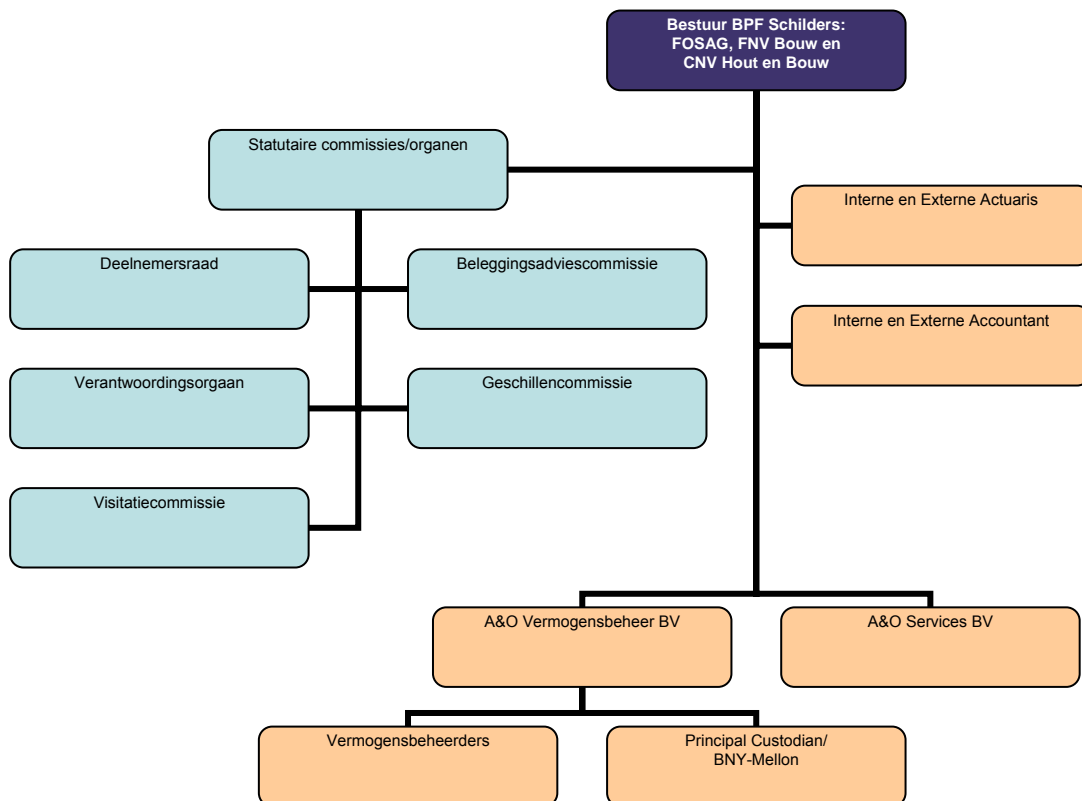 Bestuur BPF Schilders:
FOSAG, FNV Bouw en
CNV Hout en Bouw
Statutaire commissies/organen
Interne en Externe Actuaris
Deelnemersraad
Beleggingsadviescommissie
Interne en Externe Accountant
Verantwoordingsorgaan
Geschillencommissie
Visitatiecommissie
A&O Vermogensbeheer BV
A&O Services BV
Vermogensbeheerders
Principal Custodian/
BNY-Mellon